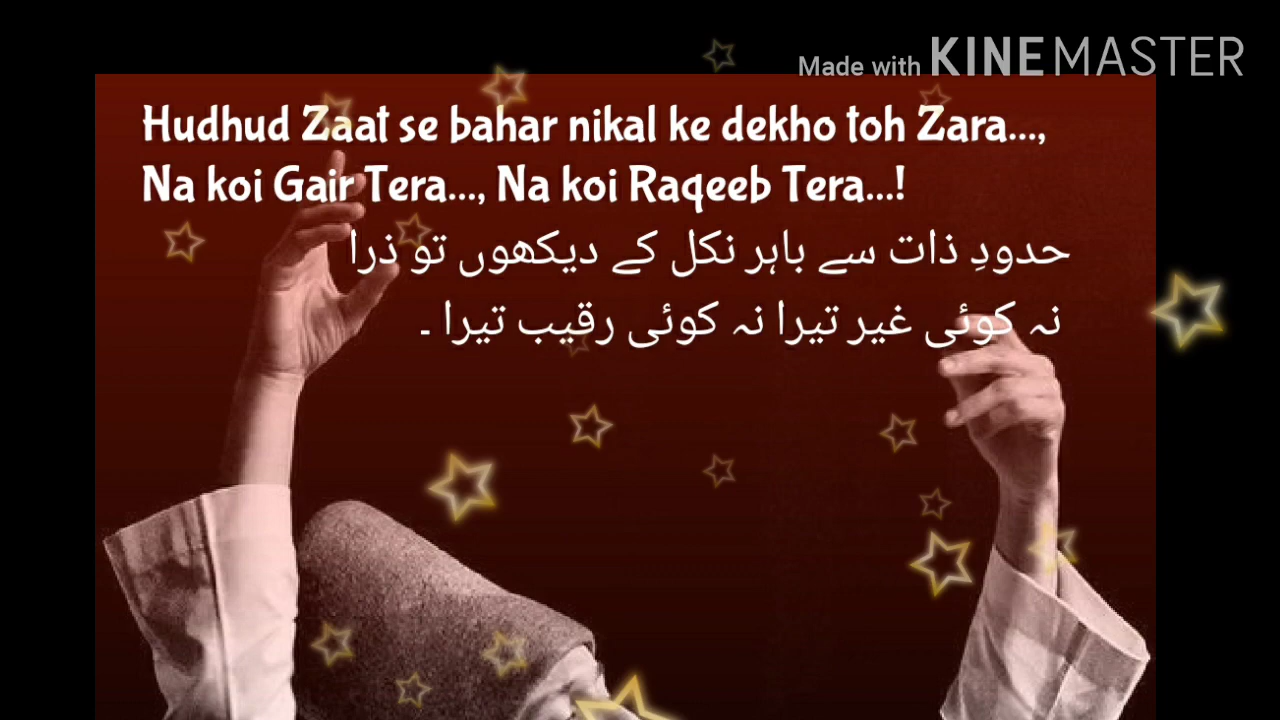 Made with KINEMASTER
Hudhud Zaat se bahar nikal ke dekho toh Zara...,
Na koi Gair Tera..., Na koi Raqeeb Tera...!
حدودِ ذات سے باہر نکل کے دیکھوں تو ذرا
نہ کوئی غیر تیرا نہ کوئی رقیب تیرا ۔